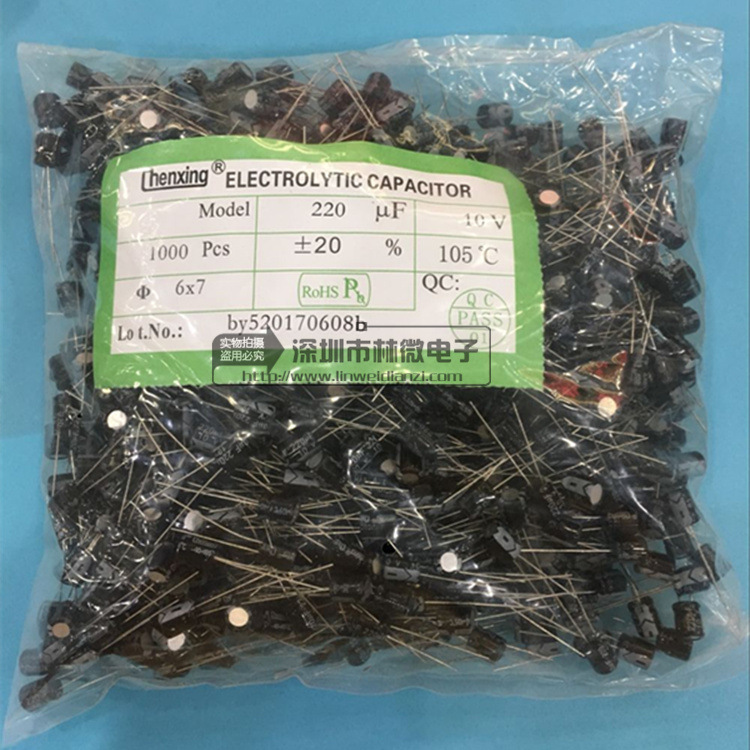 Chenxing® ELECTROLYTIC CAPACITOR
Model 220 μF 10 V
1000 Pcs ±20 % 105℃
Φ 6x7 RoHS QC:
QC
PASS
01
Lot.No.: by520170608b
实物拍摄
盗用必究
深圳市林微电子
http://www.linweidianzi.com